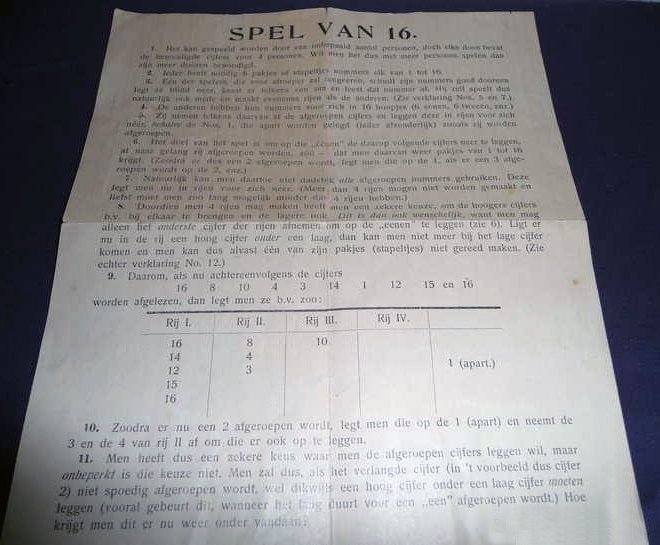 SPEL VAN 16.
1. Het kan gespeeld worden door een onbepaald aantal personen, doch elke doos bevat
de benoodigde cijfers voor 4 personen. Wil men het dus met meer personen spelen dan
zijn meer doozen benoodigd.
2. Ieder heeft noodig 6 pakjes of stapeltjes nummers elk van 1 tot 16.
3. Eén der spelers, die voor afroeper zal fungeeren, schudt zijn nummers goed dooreen
legt ze blind neer, keert er telkens een om en leest dat nummer af. Hij zelf speelt dus
natuurlijk ook mede en maakt eveneens rijen als de anderen. (Zie verklaring Nos. 5 en 7.)
4. De anderen hebben hun nummers voor zich in 16 hoopjes (6 eenen, 6 tweeën, enz.)
5. Zij nemen telkens daarvan af de afgeroepen cijfers en leggen deze in rijen voor zich
neer, behalve de Nos. 1, die apart worden gelegd (ieder afzonderlijk) zooals zij worden
afgeroepen.
6. Het doel van het spel is om op die „eenen" de daarop volgende cijfers neer te leggen,
al naar gelang zij afgeroepen worden, zoo — dat men daarvan weer pakjes van 1 tot 16
krijgt. (Zoodra er dus een 2 afgeroepen wordt, legt men die op de 1, als er een 3 afge-
roepen wordt op de 2, enz.)
7. Natuurlijk kan men daartoe niet dadelijk alle afgeroepen nummers gebruiken. Deze
legt men nu in rijen voor zich neer. (Meer dan 4 rijen mogen niet worden gemaakt en
liefst moet men zoo lang mogelijk minder dan 4 rijen hebben.)
8. Doordien men 4 rijen mag maken heeft men een zekere keuze, om de hoogere cijfers
b.v. bij elkaar te brengen en de lagere ook. Dit is dan ook wenschelijk, want men mag
alleen het onderste cijfer der rijen afnemen om op de „eenen" te leggen (zie 6). Ligt er
nu in de rij een hoog cijfer onder een laag, dan kan men niet meer bij het lage cijfer
komen en men kan dus alvast één van zijn pakjes (stapeltjes) niet gereed maken. (Zie
echter verklaring No. 12.)
9. Daarom, als nu achtereenvolgens de cijfers
16 8 10 4 3 14 1 12 15 en 16
worden afgelezen, dan legt men ze b.v. zoo:
Rij I. Rij II. Rij III. Rij IV.
16 8 10
14 4
12 3 1 (apart.)
15
16
10. Zoodra er nu een 2 afgeroepen wordt, legt men die op de 1 (apart) en neemt de
3 en de 4 van rij II af om die er ook op te leggen.
11. Men heeft dus een zekere keus waar men de afgeroepen cijfers leggen wil, maar
onbeperkt is die keuze niet. Men zal dus, als het verlangde cijfer (in 't voorbeeld dus cijfer
2) niet spoedig afgeroepen wordt, wel dikwijls een hoog cijfer onder een laag cijfer moeten
leggen (vooral gebeurt dit, wanneer het lang duurt voor een „een" afgeroepen wordt.) Hoe
krijgt men dit er nu weer onder vandaan?